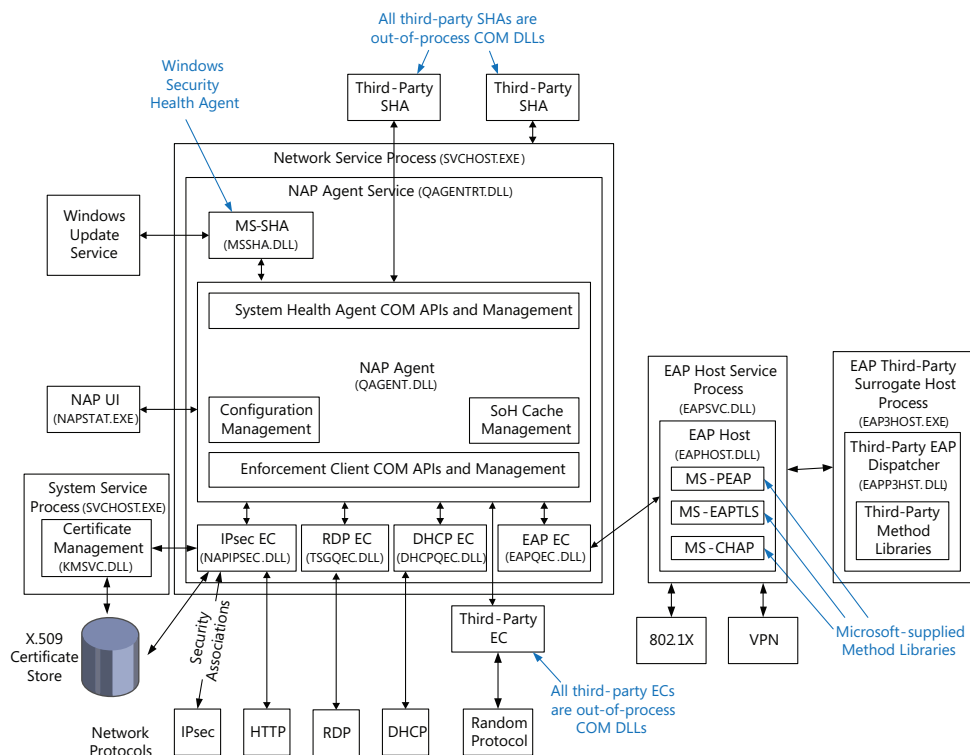 All third-party SHAs are
out-of-process COM DLLs
Windows
Security
Health Agent
Third-Party
SHA
Third-Party
SHA
Network Service Process (SVCHOST.EXE)
NAP Agent Service (QAGENTRT.DLL)
Windows
Update
Service
MS-SHA
(MSSHA.DLL)
System Health Agent COM APIs and Management
NAP Agent
(QAGENT.DLL)
NAP UI
(NAPSTAT.EXE)
Configuration
Management
SoH Cache
Management
Enforcement Client COM APIs and Management
EAP Host Service
Process
(EAPSVC.DLL)
EAP Host
(EAPHOST.DLL)
MS-PEAP
MS-EAPTLS
MS-CHAP
EAP Third-Party
Surrogate Host
Process
(EAP3HOST.EXE)
Third-Party EAP
Dispatcher
(EAPP3HST.DLL)
Third-Party
Method
Libraries
System Service
Process (SVCHOST.EXE)
Certificate
Management
(KMSVC.DLL)
IPsec EC
(NAPIPSEC.DLL)
RDP EC
(TSGQEC.DLL)
DHCP EC
(DHCPQEC.DLL)
EAP EC
(EAPQEC.DLL)
X.509
Certificate
Store
Security
Associations
Third-Party
EC
802.1X
VPN
Microsoft-supplied
Method Libraries
All third-party ECs
are out-of-process
COM DLLs
Network
Protocols
IPsec
HTTP
RDP
DHCP
Random
Protocol